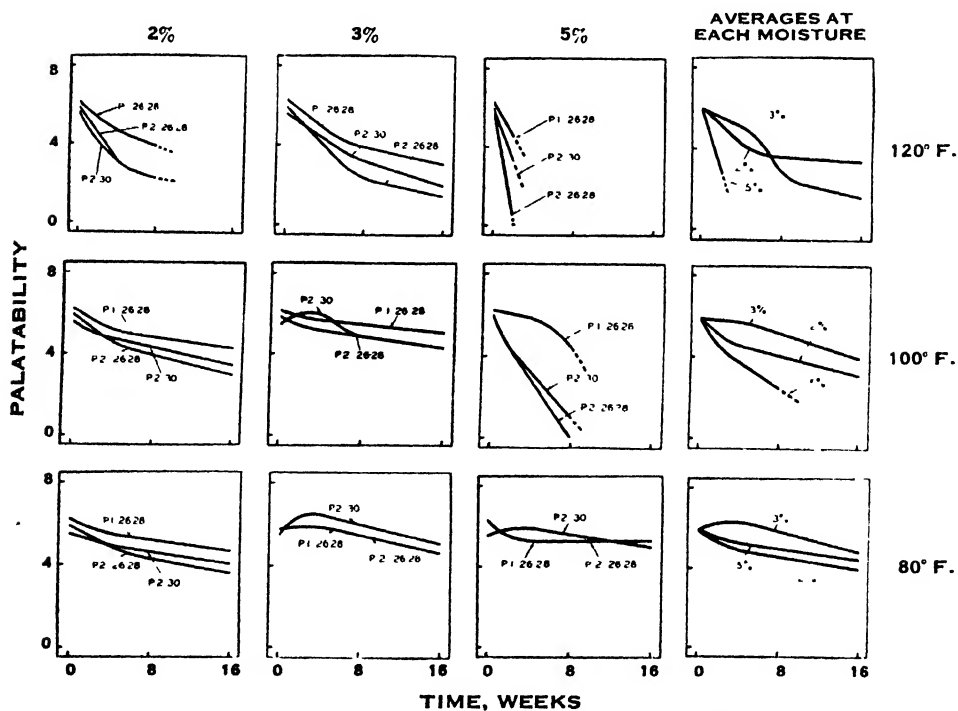 2%
3%
5%
AVERAGES AT
EACH MOISTURE
8
4
0
P 2628
P2 2628
P2 30
P 2628
P2 30
P2 2628
P1 2628
P2 30
P2 2628
3%
5%
120° F.
PALATABILITY
8
4
0
P1 2628
P2 2628
P2 30
P2 30
P1 2628
P2 2628
P1 2628
P2 30
P2 2628
3%
100° F.
8
4
0
P1 2628
P2 2628
P2 30
P2 30
P1 2628
P2 2628
P2 30
P1 2628
P2 2628
3%
5%
80° F.
0 8 16
0 8 16
0 8 16
0 8 16
TIME, WEEKS